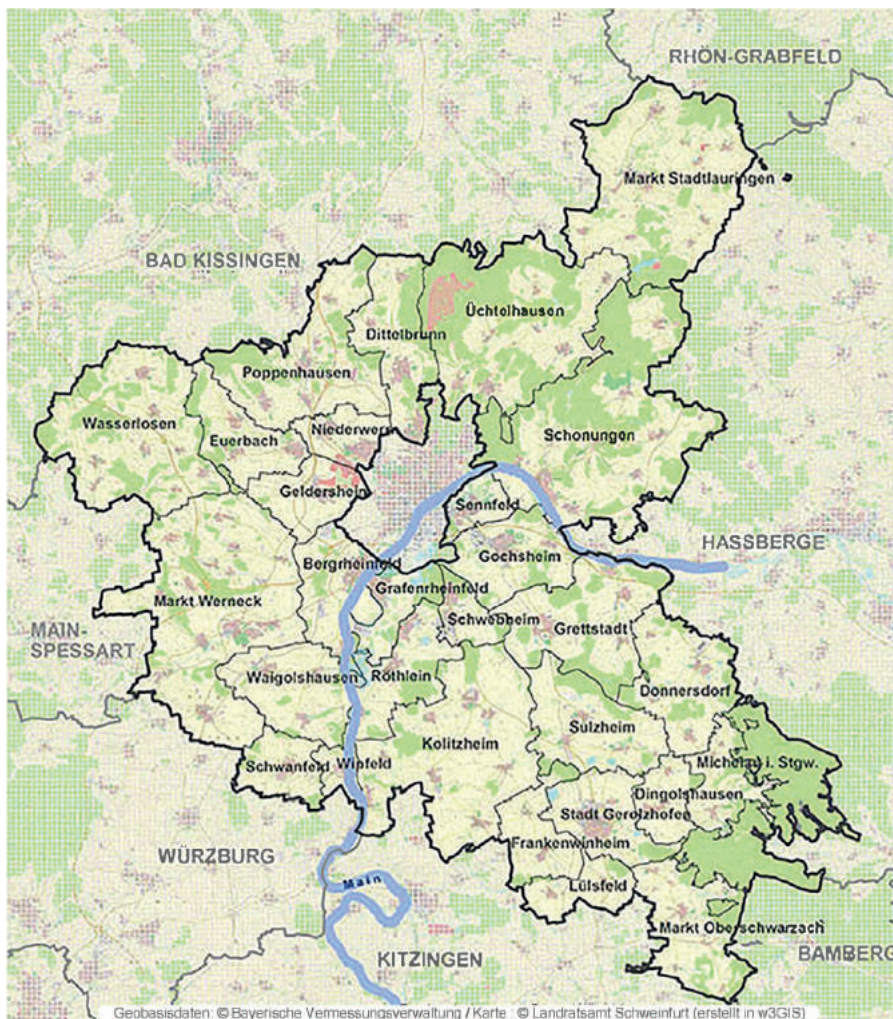 RHÖN-GRABFELD
Markt Stadtlauringen
BAD KISSINGEN
Üchtelhausen
Dittelbrunn
Poppenhausen
Wasserlosen
Niederwern
Euerbach
Schonungen
Geldersheim
Sennfeld
HASSBERGE
Gochsheim
Bergrheinfeld
Grafenrheinfeld
Markt Werneck
Schwebheim
Grettstadt
MAIN-
SPESSART
Waigolshausen
Röthlein
Donnersdorf
Sulzheim
Kolitzheim
Schwanfeld
Wipfeld
Michelau i. Stgw.
Dingolshausen
Stadt Gerolzhofen
Frankenwinheim
WÜRZBURG
Main
Lülsfeld
Markt Oberschwarzach
KITZINGEN
BAMBERG
Geobasisdaten: © Bayerische Vermessungsverwaltung / Karte : © Landratsamt Schweinfurt (erstellt in w3GIS)